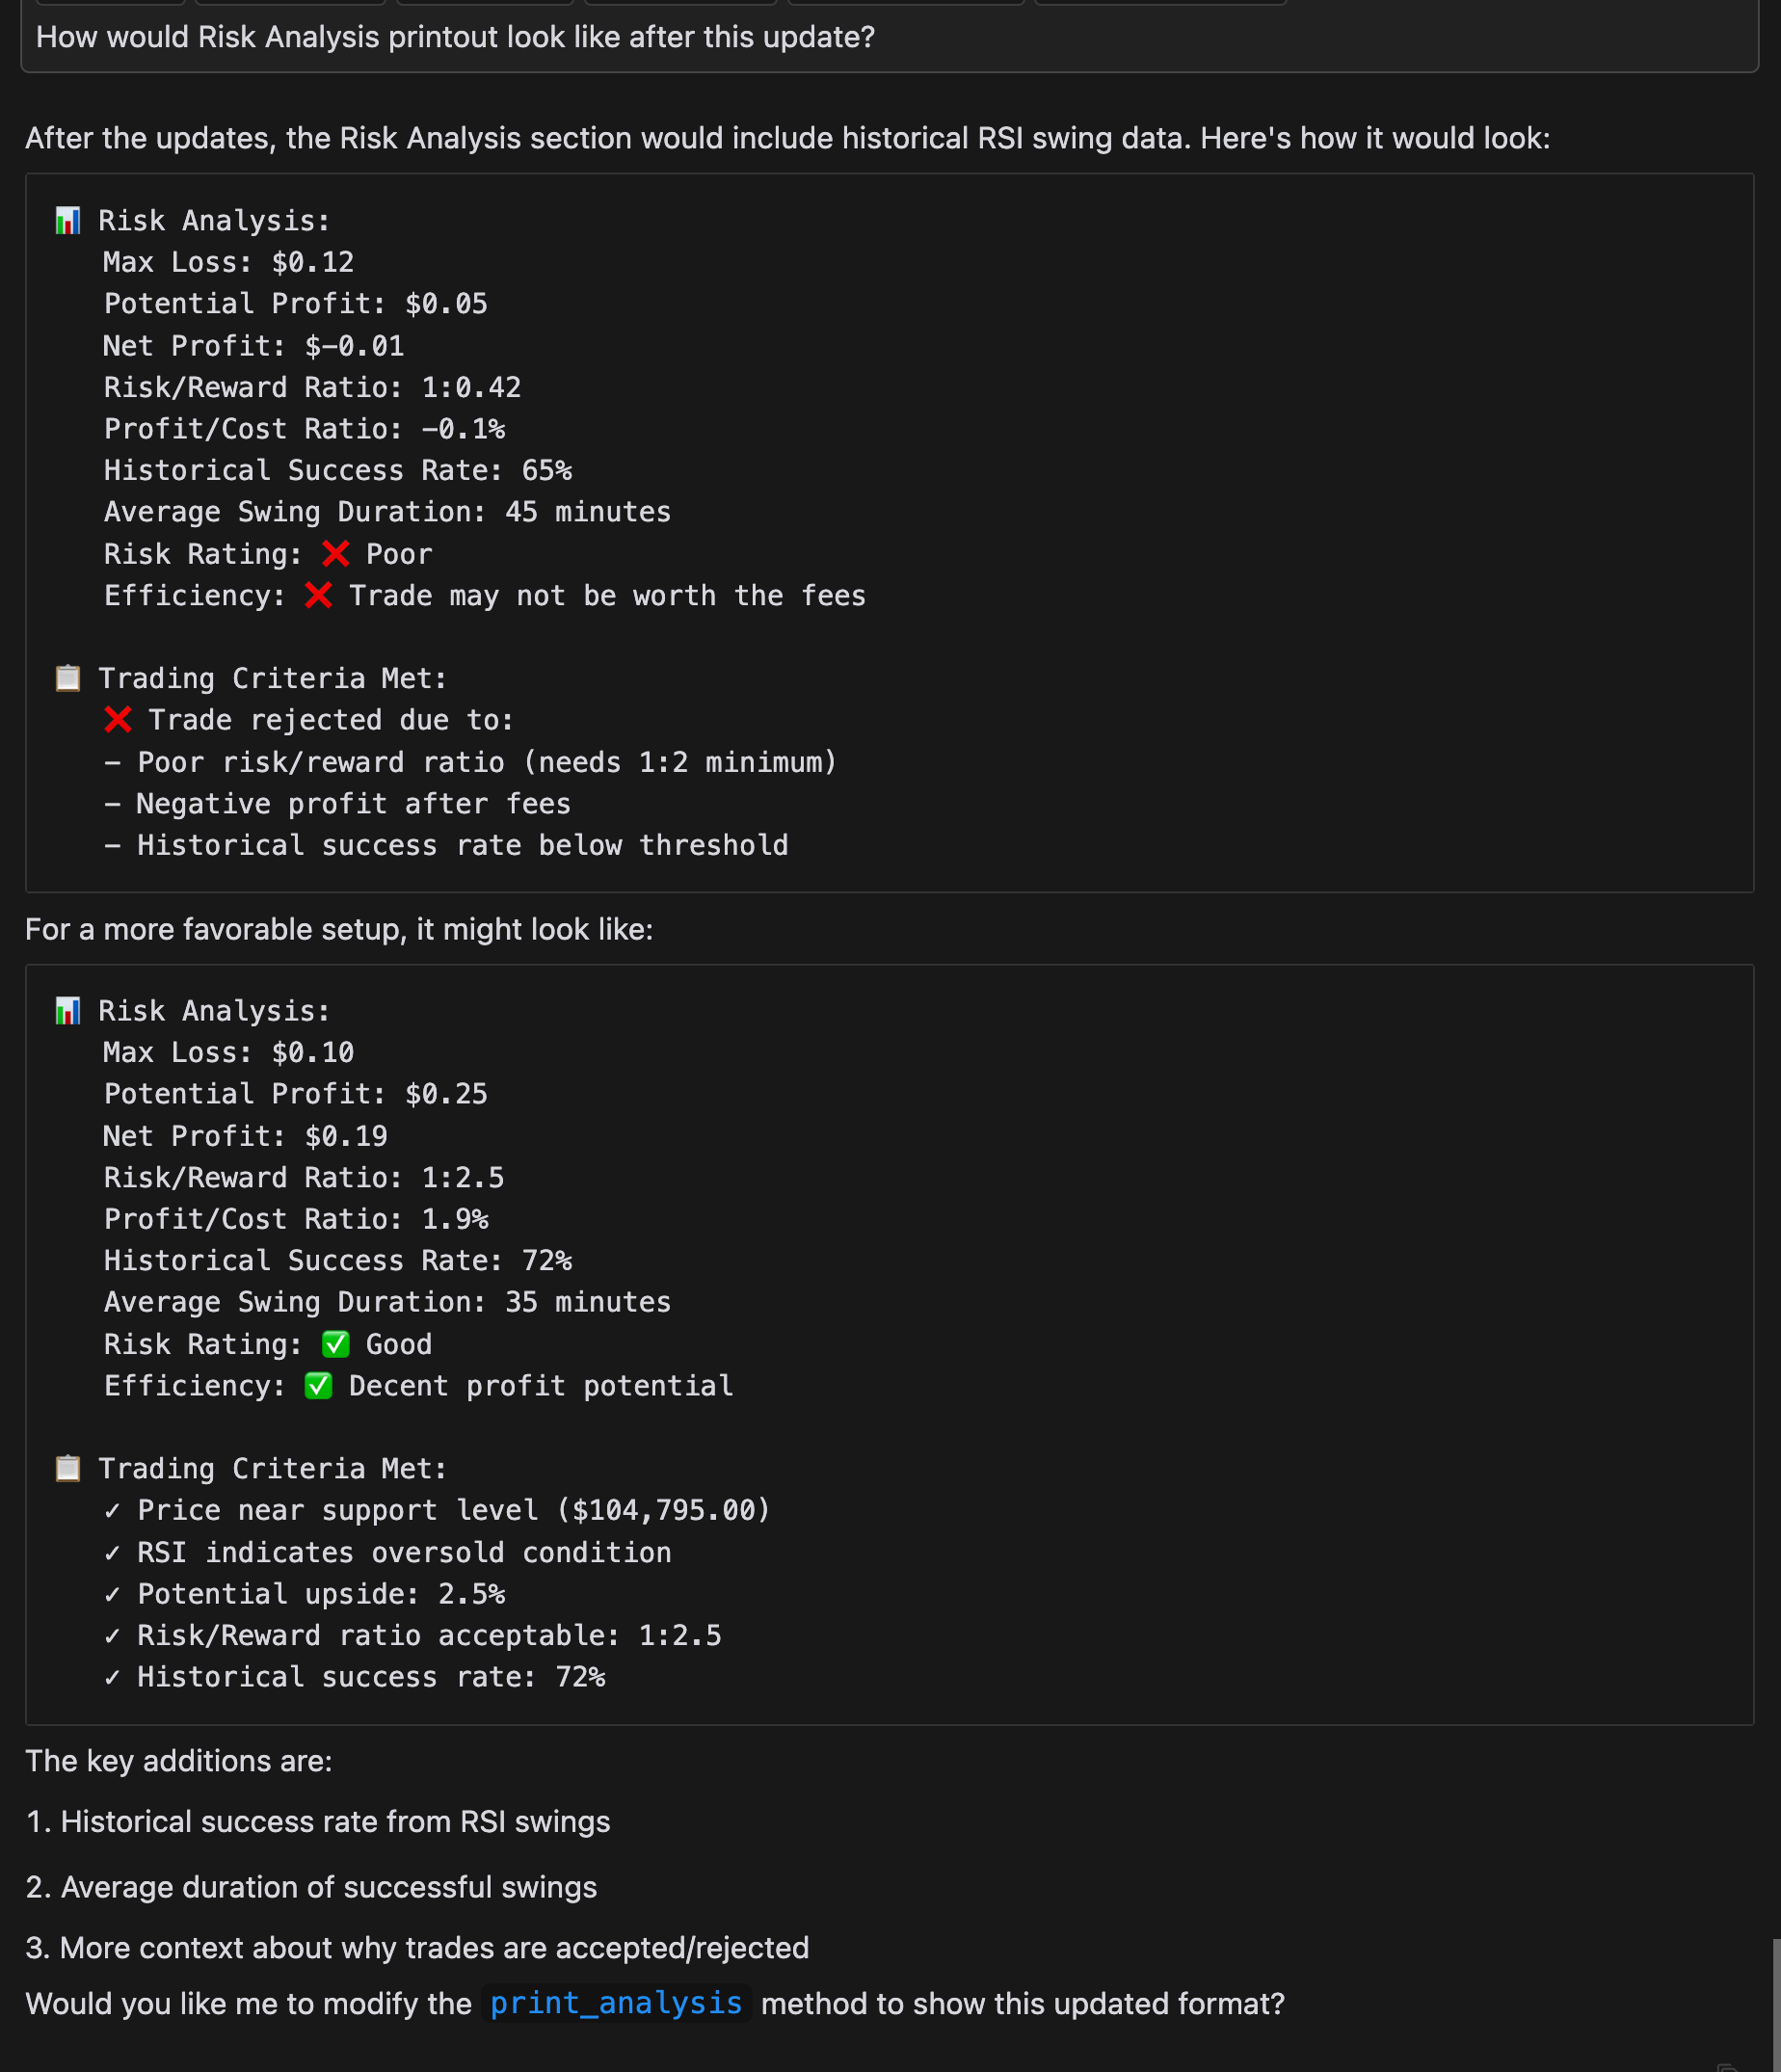 How would Risk Analysis printout look like after this update?
After the updates, the Risk Analysis section would include historical RSI swing data. Here's how it would look:
📊 Risk Analysis:
Max Loss: $0.12
Potential Profit: $0.05
Net Profit: $-0.01
Risk/Reward Ratio: 1:0.42
Profit/Cost Ratio: -0.1%
Historical Success Rate: 65%
Average Swing Duration: 45 minutes
Risk Rating: ❌ Poor
Efficiency: ❌ Trade may not be worth the fees
📋 Trading Criteria Met:
❌ Trade rejected due to:
- Poor risk/reward ratio (needs 1:2 minimum)
- Negative profit after fees
- Historical success rate below threshold
For a more favorable setup, it might look like:
📊 Risk Analysis:
Max Loss: $0.10
Potential Profit: $0.25
Net Profit: $0.19
Risk/Reward Ratio: 1:2.5
Profit/Cost Ratio: 1.9%
Historical Success Rate: 72%
Average Swing Duration: 35 minutes
Risk Rating: ✅ Good
Efficiency: ✅ Decent profit potential
📋 Trading Criteria Met:
✓ Price near support level ($104,795.00)
✓ RSI indicates oversold condition
✓ Potential upside: 2.5%
✓ Risk/Reward ratio acceptable: 1:2.5
✓ Historical success rate: 72%
The key additions are:
1. Historical success rate from RSI swings
2. Average duration of successful swings
3. More context about why trades are accepted/rejected
Would you like me to modify the print_analysis method to show this updated format?